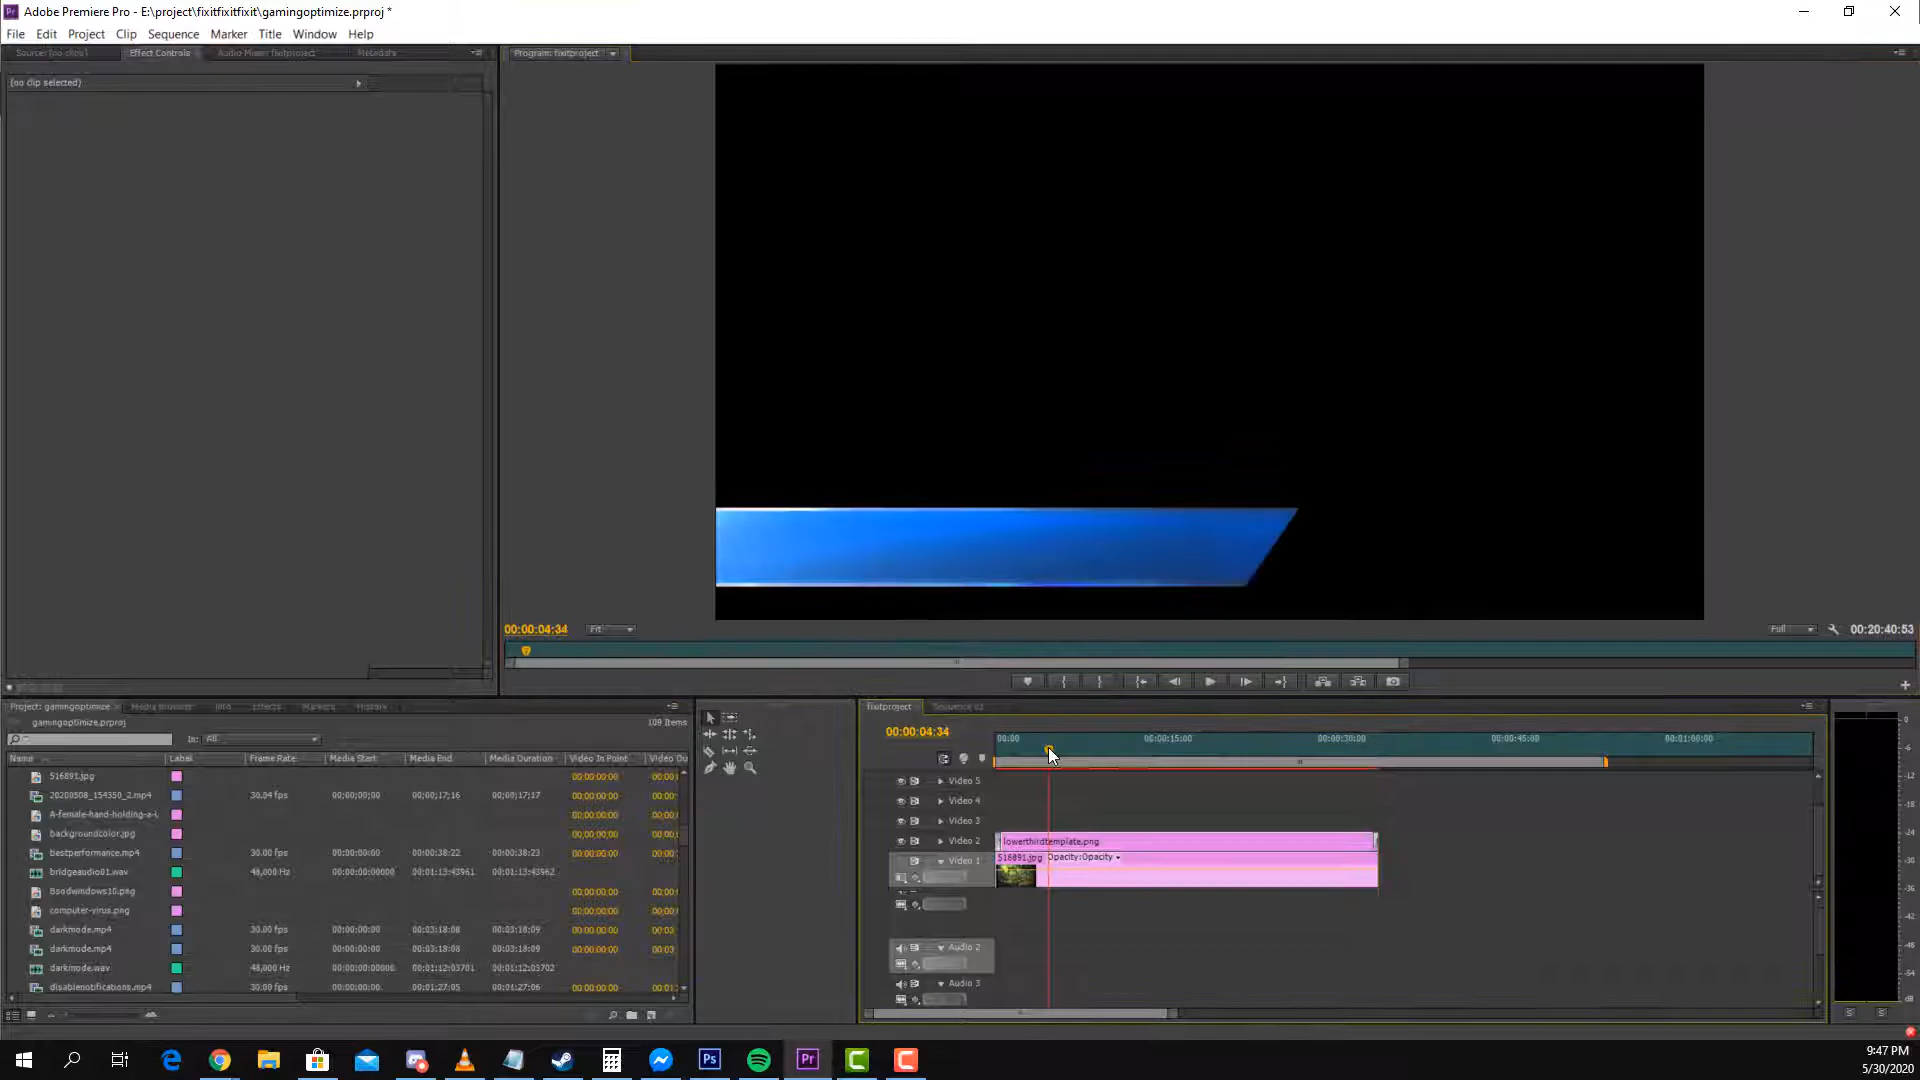 Adobe Premiere Pro - E:\project\fixitfixitfixit\gamingoptimize.prproj *
File Edit Project Clip Sequence Marker Title Window Help
Source: (no clips) Effect Controls Audio Mixer: fixitproject Metadata Program: fixitproject
(no clip selected)
00:00:04:34 Fit Full 00:20:40:53
Project: gamingoptimize Media Browser Info Effects Markers History
gamingoptimize.prproj 109 Items
In: All
Name Label Frame Rate Media Start Media End Media Duration Video In Point Video Ou
516891.jpg 00:00:00:00 00:00:
20200508_154350_2.mp4 30.04 fps 00;00;00;00 00;00;17;16 00;00;17;17 00:00:00:00 00:00:
A-female-hand-holding-a-l 00:00:00:00 00:00:
backgroundcolor.jpg 00:00:00:00 00:00:
bestperformance.mp4 30.00 fps 00:00:00:00 00:00:38:22 00:00:38:23 00:00:00:00 00:00:
bridgeaudio01.wav 48,000 Hz 00:00:00:00000 00:01:13:43961 00:01:13:43962
00:00:00:00 00:00:
computer-virus.png 00:00:00:00 00:00:
darkmode.mp4 30.00 fps 00:00:00:00 00:03:18:08 00:03:18:09 00:00:00:00 00:03
darkmode.mp4 30.00 fps 00:00:00:00 00:03:18:08 00:03:18:09 00:00:00:00 00:03
darkmode.wav 48,000 Hz 00:00:00:00000 00:01:12:03701 00:01:12:03702
disablenotifications.mp4 30.00 fps 00:00:00:00 00:01:27:05 00:01:27:06 00:00:00:00 00:01:
fixitproject
00:00:04:34 00:00 00:00:15:00 00:00:30:00 00:00:45:00 00:01:00:00
Video 5
Video 4
Video 3
Video 2 lowerthirdtemplate.png
Video 1 516891.jpg Opacity:Opacity
Audio 2
Audio 3
0
-6
-12
-18
-24
-30
-36
-42
-48
-54
dB
S S
9:47 PM
5/30/2020